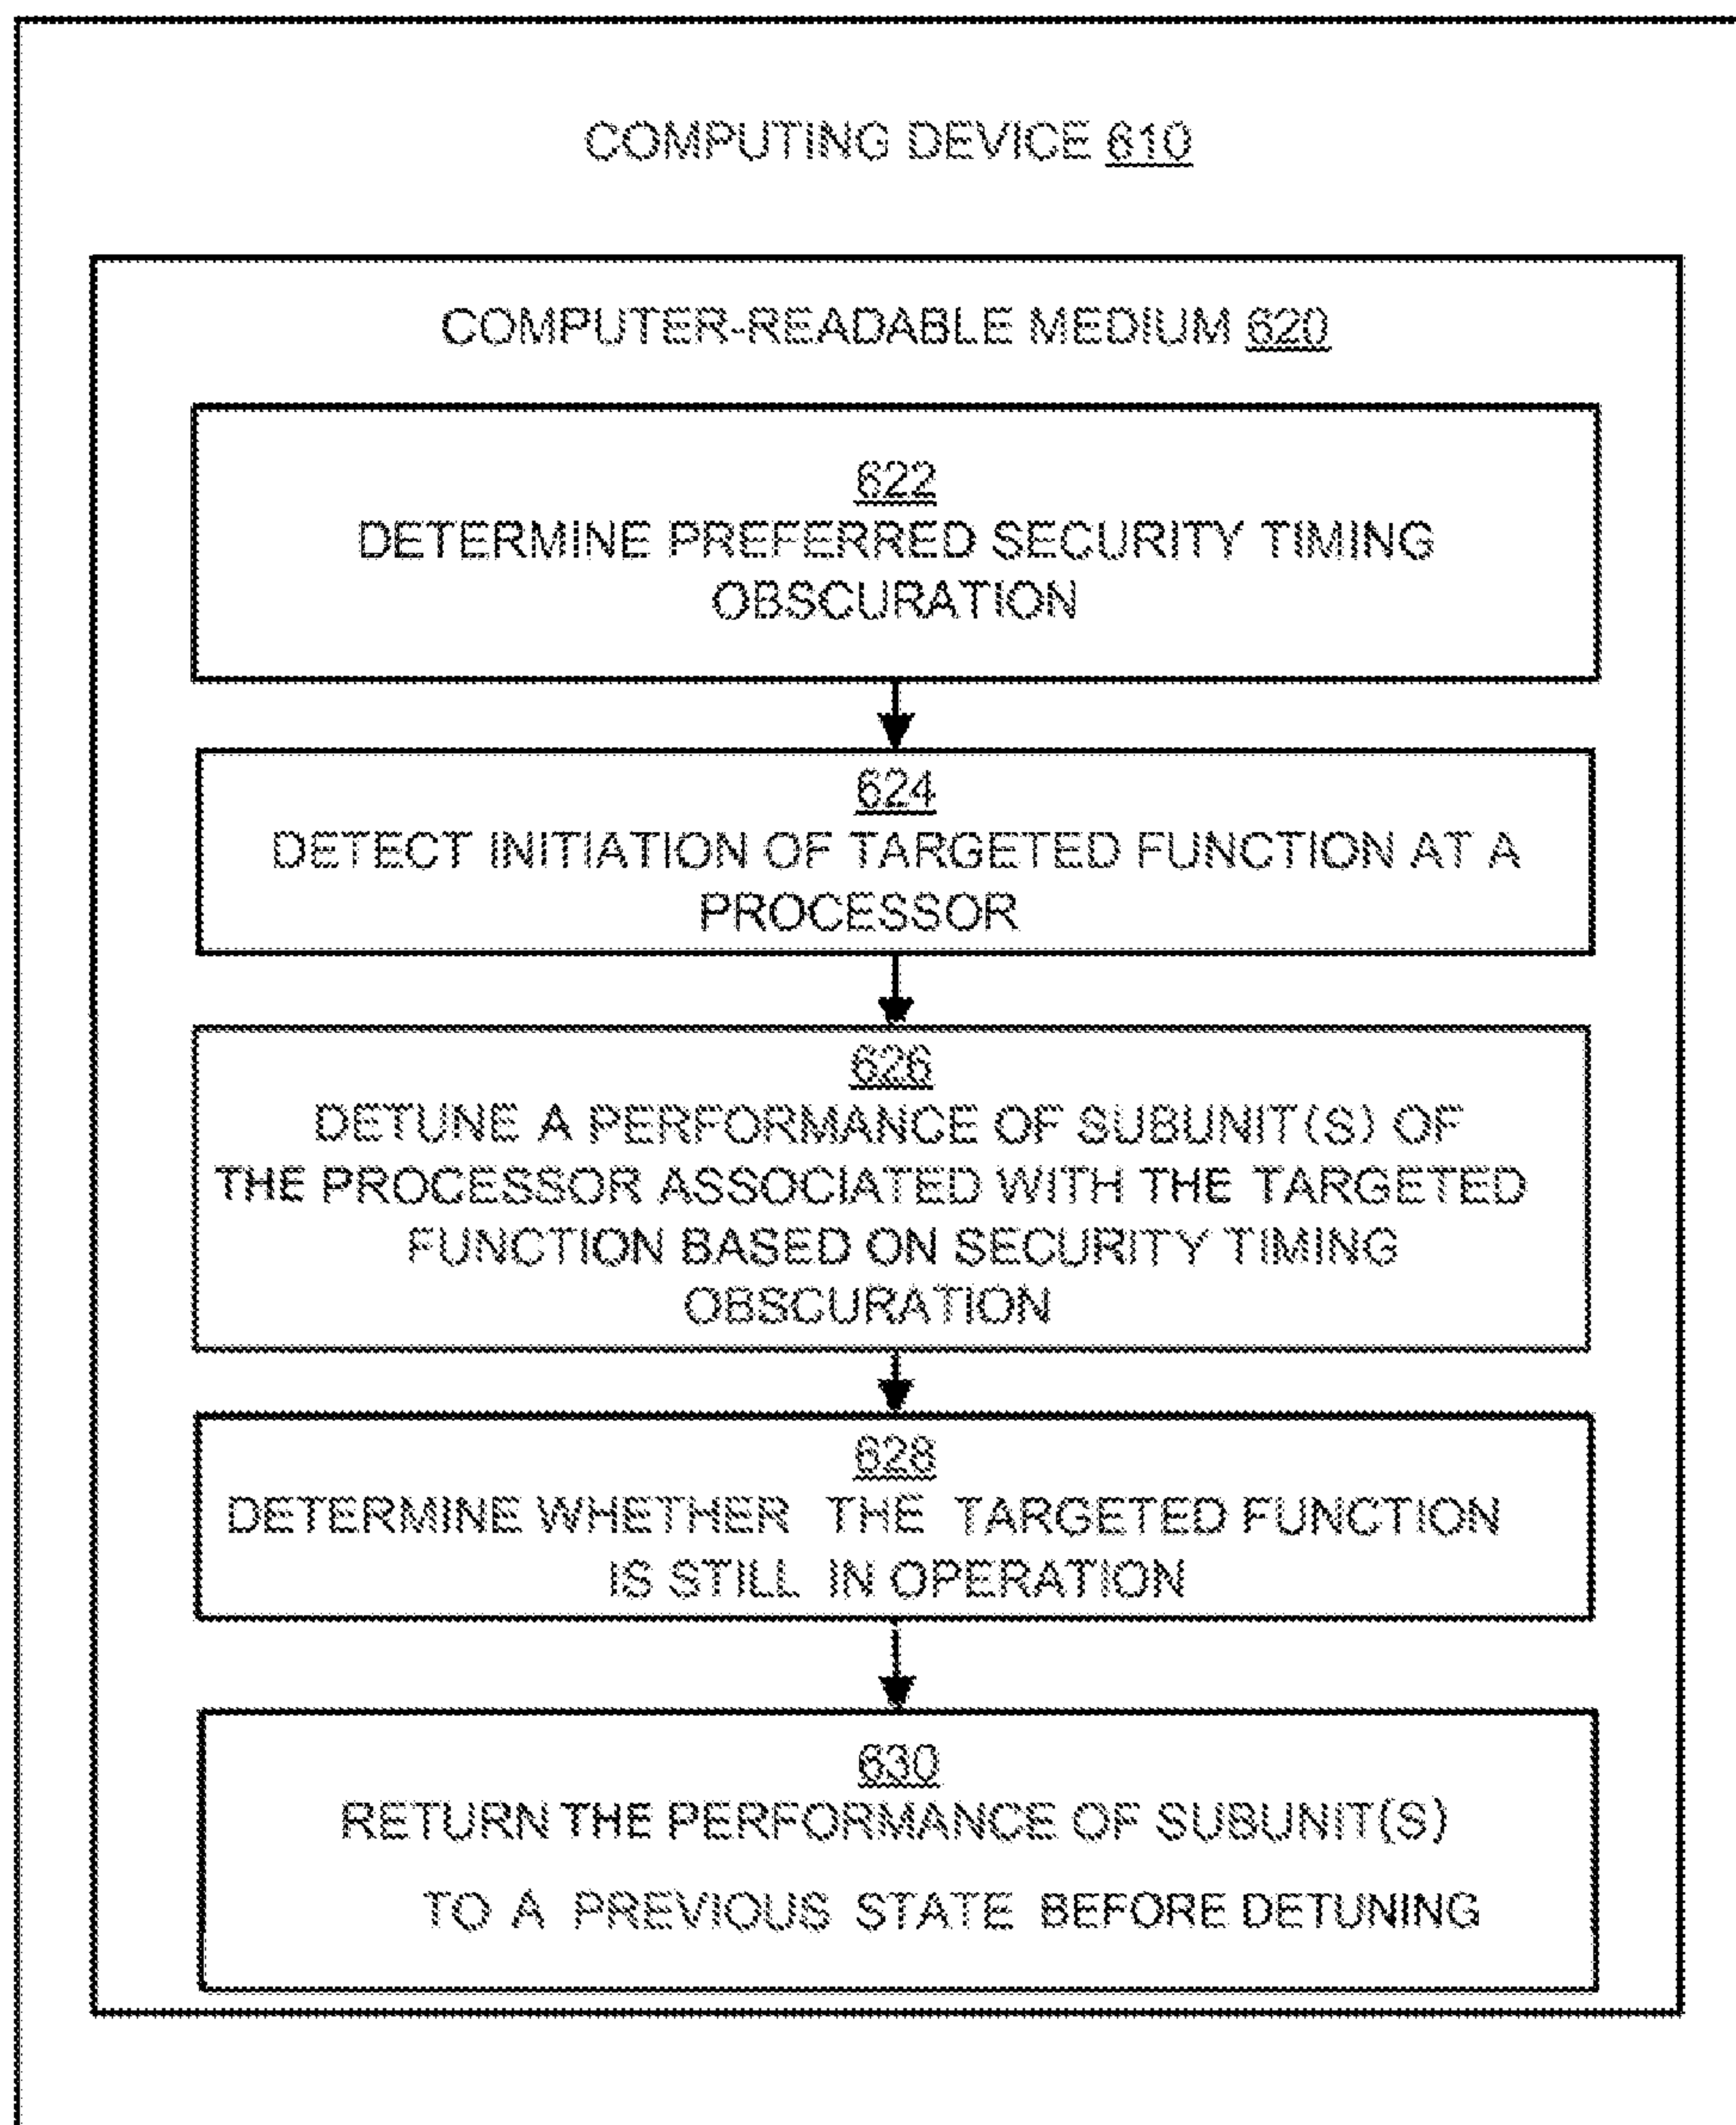 COMPUTING DEVICE 610
COMPUTER-READABLE MEDIUM 620
622
DETERMINE PREFERRED SECURITY TIMING
OBSCURATION
624
DETECT INITIATION OF TARGETED FUNCTION AT A
PROCESSOR
626
DETUNE A PERFORMANCE OF SUBUNIT(S) OF
THE PROCESSOR ASSOCIATED WITH THE TARGETED
FUNCTION BASED ON SECURITY TIMING
OBSCURATION
628
DETERMINE WHETHER THE TARGETED FUNCTION
IS STILL IN OPERATION
630
RETURN THE PERFORMANCE OF SUBUNIT(S)
TO A PREVIOUS STATE BEFORE DETUNING